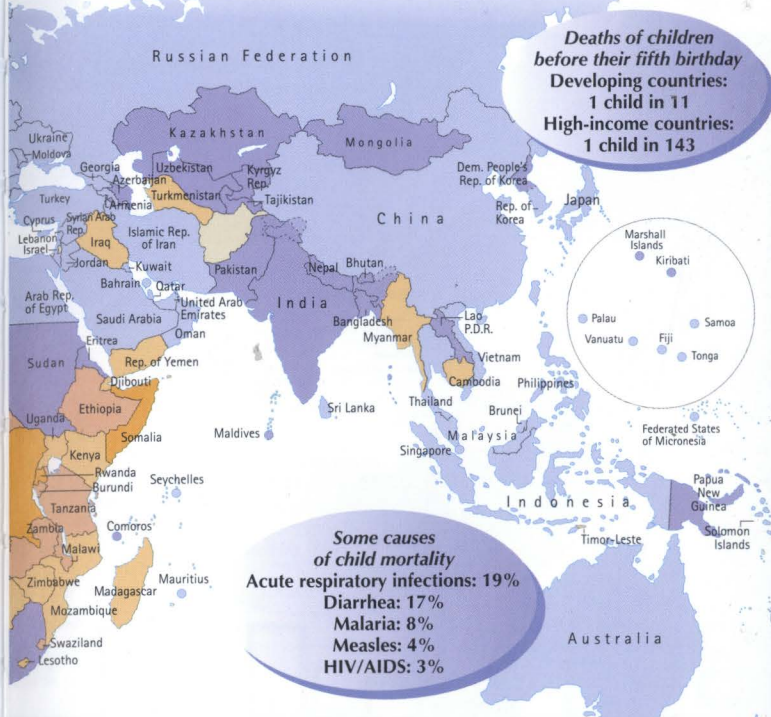 Deaths of children
before their fifth birthday
Developing countries:
1 child in 11
High-income countries:
1 child in 143
Russian Federation
Ukraine
Moldova
Kazakhstan
Mongolia
Georgia
Uzbekistan
Kyrgyz
Rep.
Azerbaijan
Turkmenistan
Tajikistan
Armenia
Turkey
Dem. People's
Rep. of Korea
Rep. of
Korea
Japan
China
Cyprus
Syrian Arab
Rep.
Lebanon
Israel
Iraq
Islamic Rep.
of Iran
Jordan
Kuwait
Pakistan
Nepal
Bhutan
Marshall
Islands
Kiribati
Bahrain
Qatar
Arab Rep.
of Egypt
United Arab
Emirates
Saudi Arabia
Oman
India
Bangladesh
Myanmar
Lao
P.D.R.
Palau
Samoa
Vanuatu
Fiji
Tonga
Eritrea
Rep. of Yemen
Vietnam
Sudan
Djibouti
Cambodia
Philippines
Thailand
Ethiopia
Sri Lanka
Brunei
Uganda
Somalia
Maldives
Malaysia
Federated States
of Micronesia
Kenya
Singapore
Rwanda
Burundi
Seychelles
Papua
New
Guinea
Tanzania
Indonesia
Zambia
Comoros
Timor-Leste
Solomon
Islands
Malawi
Zimbabwe
Madagascar
Mauritius
Mozambique
Swaziland
Lesotho
Australia
Some causes
of child mortality
Acute respiratory infections: 19%
Diarrhea: 17%
Malaria: 8%
Measles: 4%
HIV/AIDS: 3%